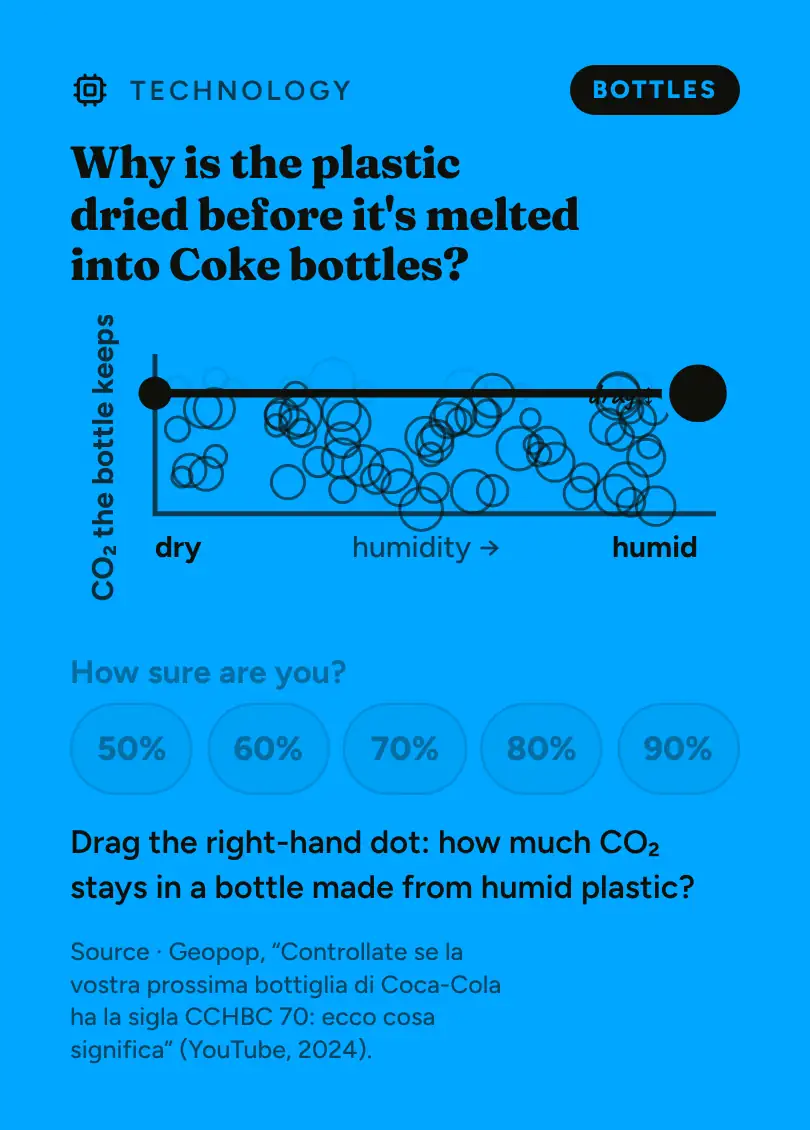 TECHNOLOGY
BOTTLES
Why is the plastic
dried before it's melted
into Coke bottles?
CO₂ the bottle keeps
dry
humidity →
humid
How sure are you?
50%
60%
70%
80%
90%
Drag the right-hand dot: how much CO₂
stays in a bottle made from humid plastic?
Source · Geopop, “Controllate se la
vostra prossima bottiglia di Coca-Cola
ha la sigla CCHBC 70: ecco cosa
significa” (YouTube, 2024).